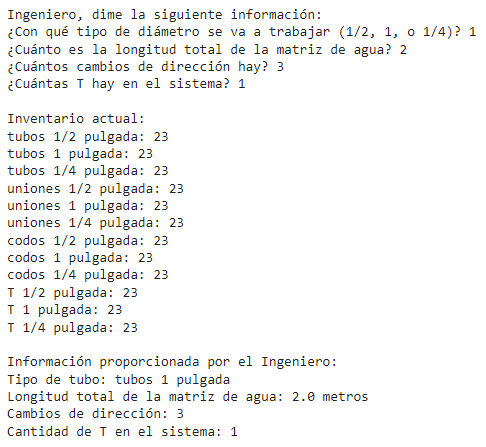 Ingeniero, dime la siguiente información:
¿Con qué tipo de diámetro se va a trabajar (1/2, 1, o 1/4)? 1
¿Cuánto es la longitud total de la matriz de agua? 2
¿Cuántos cambios de dirección hay? 3
¿Cuántas T hay en el sistema? 1

Inventario actual:
tubos 1/2 pulgada: 23
tubos 1 pulgada: 23
tubos 1/4 pulgada: 23
uniones 1/2 pulgada: 23
uniones 1 pulgada: 23
uniones 1/4 pulgada: 23
codos 1/2 pulgada: 23
codos 1 pulgada: 23
codos 1/4 pulgada: 23
T 1/2 pulgada: 23
T 1 pulgada: 23
T 1/4 pulgada: 23

Información proporcionada por el Ingeniero:
Tipo de tubo: tubos 1 pulgada
Longitud total de la matriz de agua: 2.0 metros
Cambios de dirección: 3
Cantidad de T en el sistema: 1